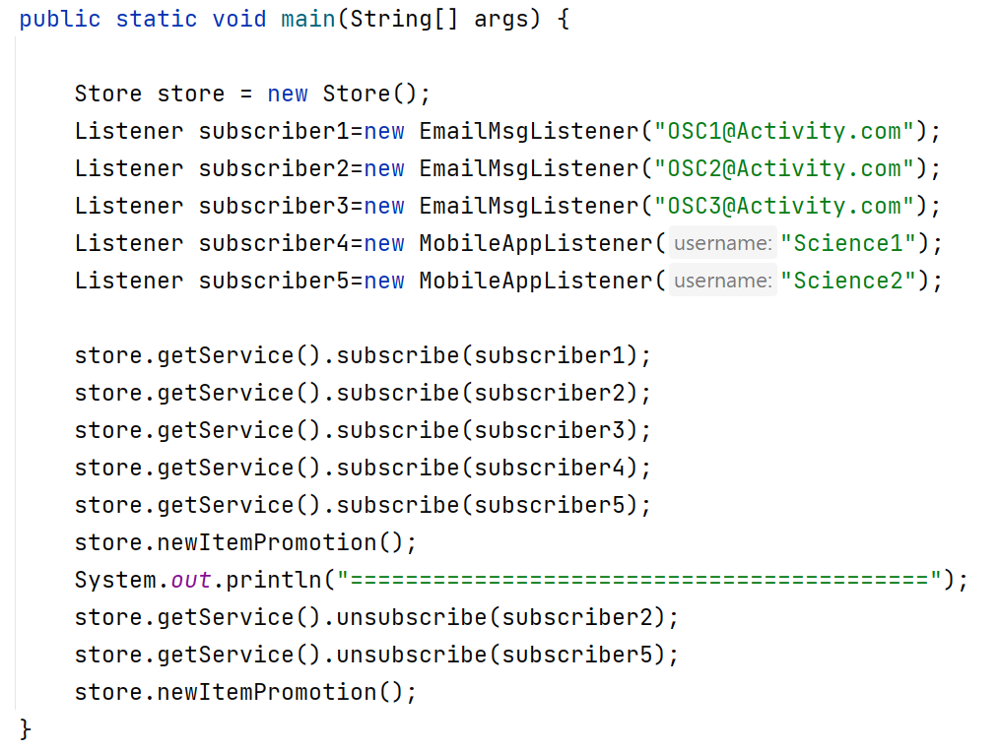 public static void main(String[] args) {
Store store = new Store();
Listener subscriber1=new EmailMsgListener("OSC1@Activity.com");
Listener subscriber2=new EmailMsgListener("OSC2@Activity.com");
Listener subscriber3=new EmailMsgListener("OSC3@Activity.com");
Listener subscriber4=new MobileAppListener( username: "Science1");
Listener subscriber5=new MobileAppListener( username: "Science2");
store.getService().subscribe(subscriber1);
store.getService().subscribe(subscriber2);
store.getService().subscribe(subscriber3);
store.getService().subscribe(subscriber4);
store.getService().subscribe(subscriber5);
store.newItemPromotion();
System.out.println("==========================================");
store.getService().unsubscribe(subscriber2);
store.getService().unsubscribe(subscriber5);
store.newItemPromotion();
}